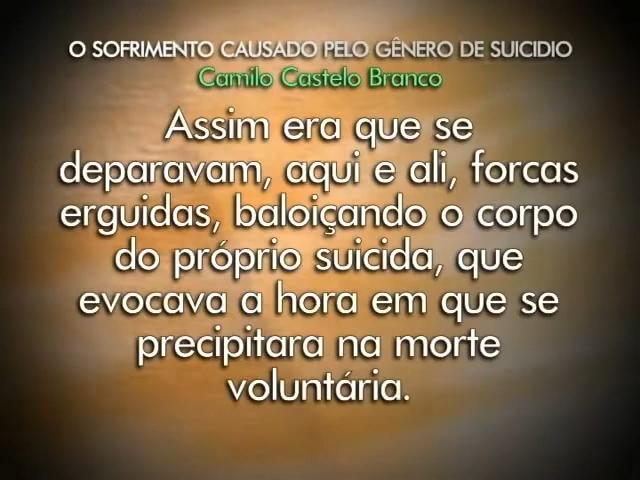 O SOFRIMENTO CAUSADO PELO GÊNERO DE SUICIDIO
Camilo Castelo Branco
Assim era que se
deparavam, aqui e ali, forcas
erguidas, baloiçando o corpo
do próprio suicida, que
evocava a hora em que se
precipitara na morte
voluntária.